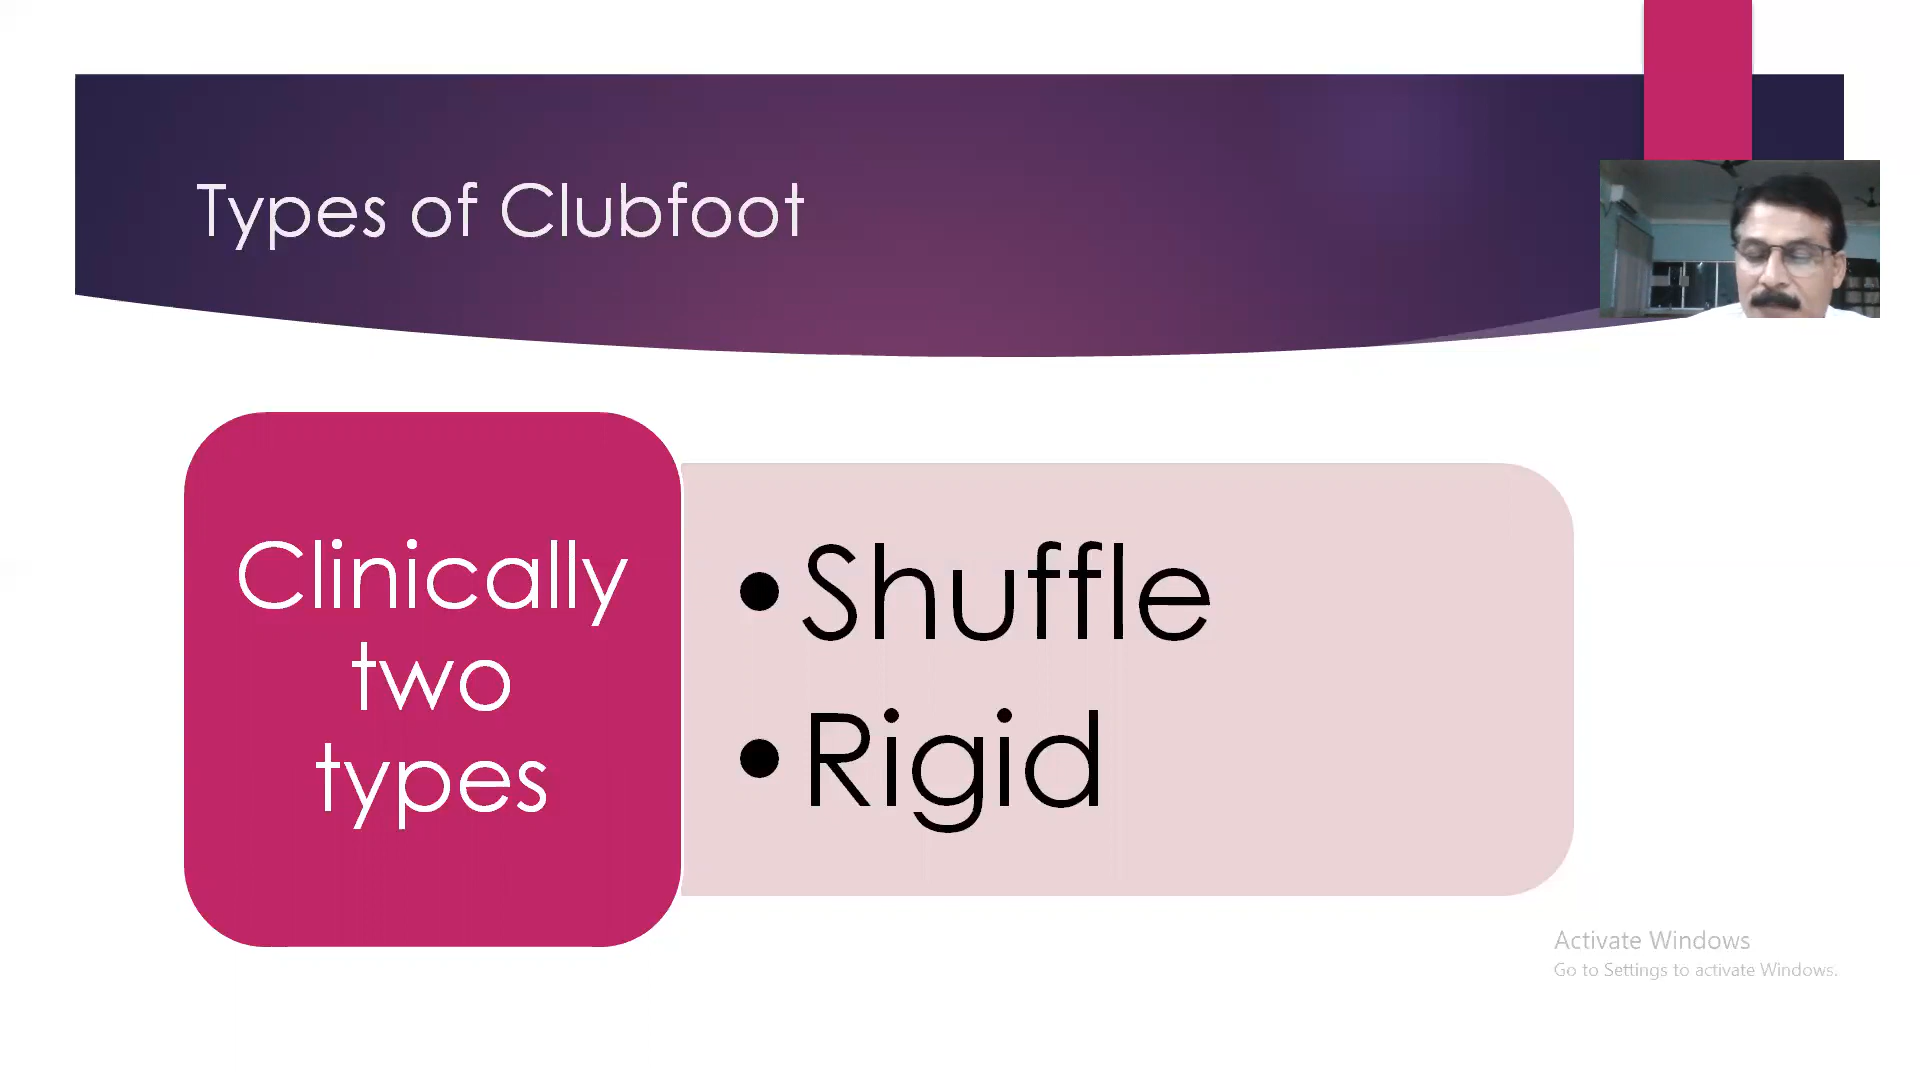 Types of Clubfoot
Clinically
two
types
•Shuffle
•Rigid
Activate Windows
Go to Settings to activate Windows.